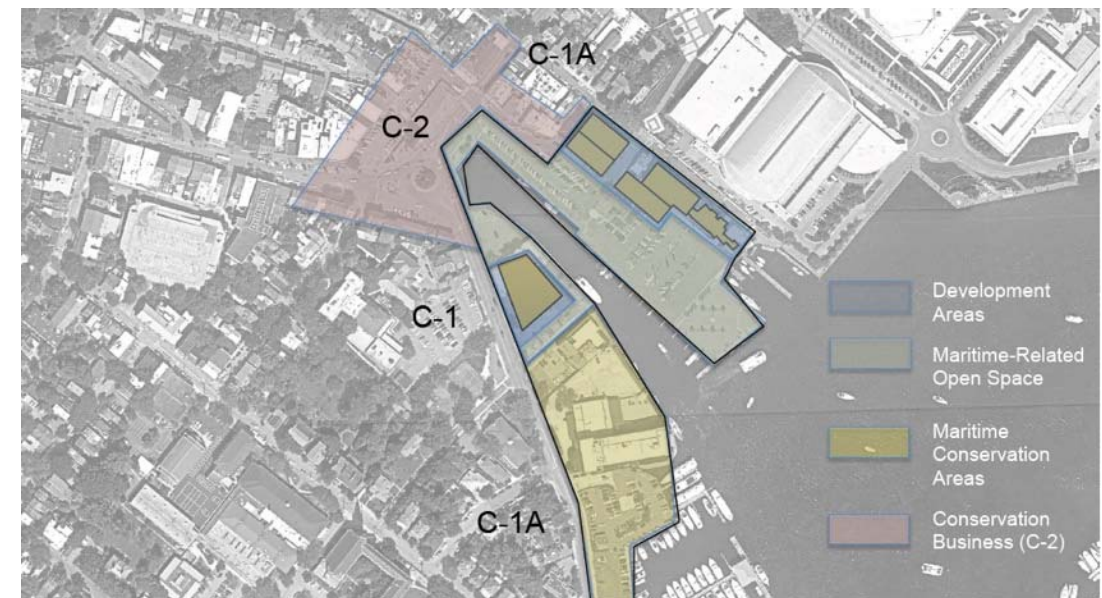 C-1A
C-2
C-1
C-1A
Development
Areas
Maritime-Related
Open Space
Maritime
Conservation
Areas
Conservation
Business (C-2)